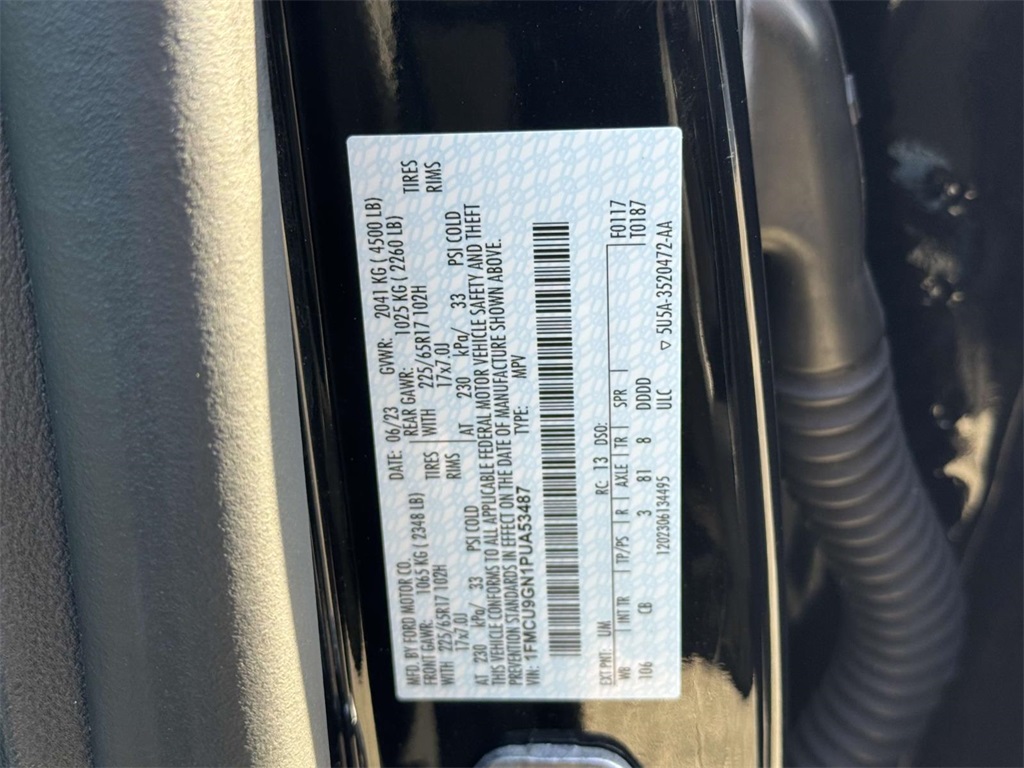 MFD. BY FORD MOTOR CO. DATE: 06/23 GVWR: 2041 KG ( 4500 LB)
FRONT GAWR: 1065 KG ( 2348 LB) REAR GAWR: 1025 KG ( 2260 LB)
WITH 225/65R17 102H TIRES WITH 225/65R17 102H TIRES
17x7.0J RIMS 17x7.0J RIMS
AT 230 kPa/ 33 PSI COLD AT 230 kPa/ 33 PSI COLD
THIS VEHICLE CONFORMS TO ALL APPLICABLE FEDERAL MOTOR VEHICLE SAFETY AND THEFT
PREVENTION STANDARDS IN EFFECT ON THE DATE OF MANUFACTURE SHOWN ABOVE.
VIN: 1FMCU9GN1PUA53487 TYPE: MPV
EXT PNT: UM RC: 13 DSO: F0117
WB INT TR TP/PS R AXLE TR SPR T0187
106 CB 3 81 8 DDDD
1202306134495 ULC ▽ 5U5A-3520472-AA